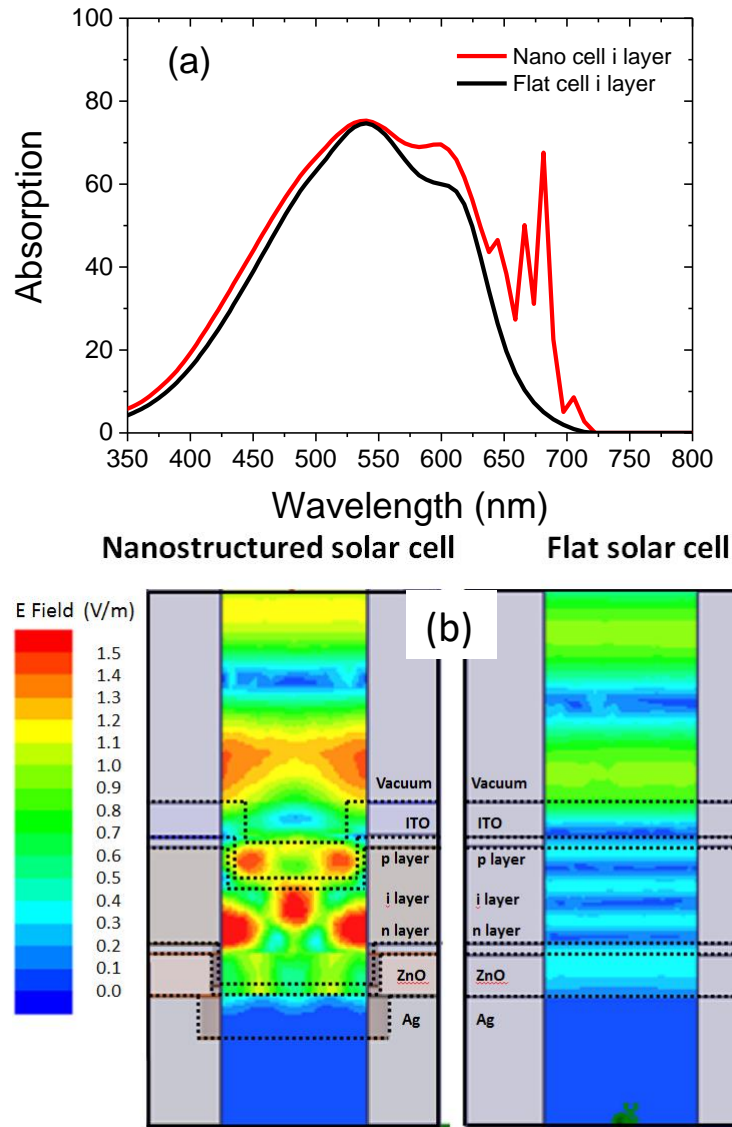 100
(a)
Nano cell i layer
Flat cell i layer
80
60
40
20
0
Absorption
350 400 450 500 550 600 650 700 750 800
Wavelength (nm)
Nanostructured solar cell
Flat solar cell
(b)
E Field (V/m)
1.5
1.4
1.3
1.2
1.1
1.0
0.9
0.8
0.7
0.6
0.5
0.4
0.3
0.2
0.1
0.0
Vacuum
ITO
p layer
i layer
n layer
ZnO
Ag
Vacuum
ITO
p layer
i layer
n layer
ZnO
Ag